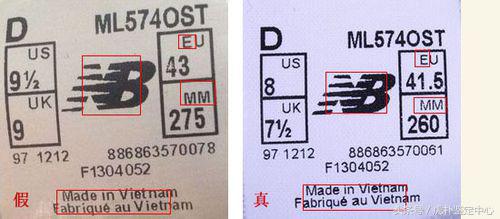 D ML574OST
US 9½ EU 43
UK 9 MM 275
97 1212 886863570078
F1304052
假 Made in Vietnam
Fabriqué au Vietnam
D ML574OST
US 8 EU 41.5
UK 7½ MM 260
97 1212 886863570061
F1304052
真 Made in Vietnam
Fabriqué au Vietnam